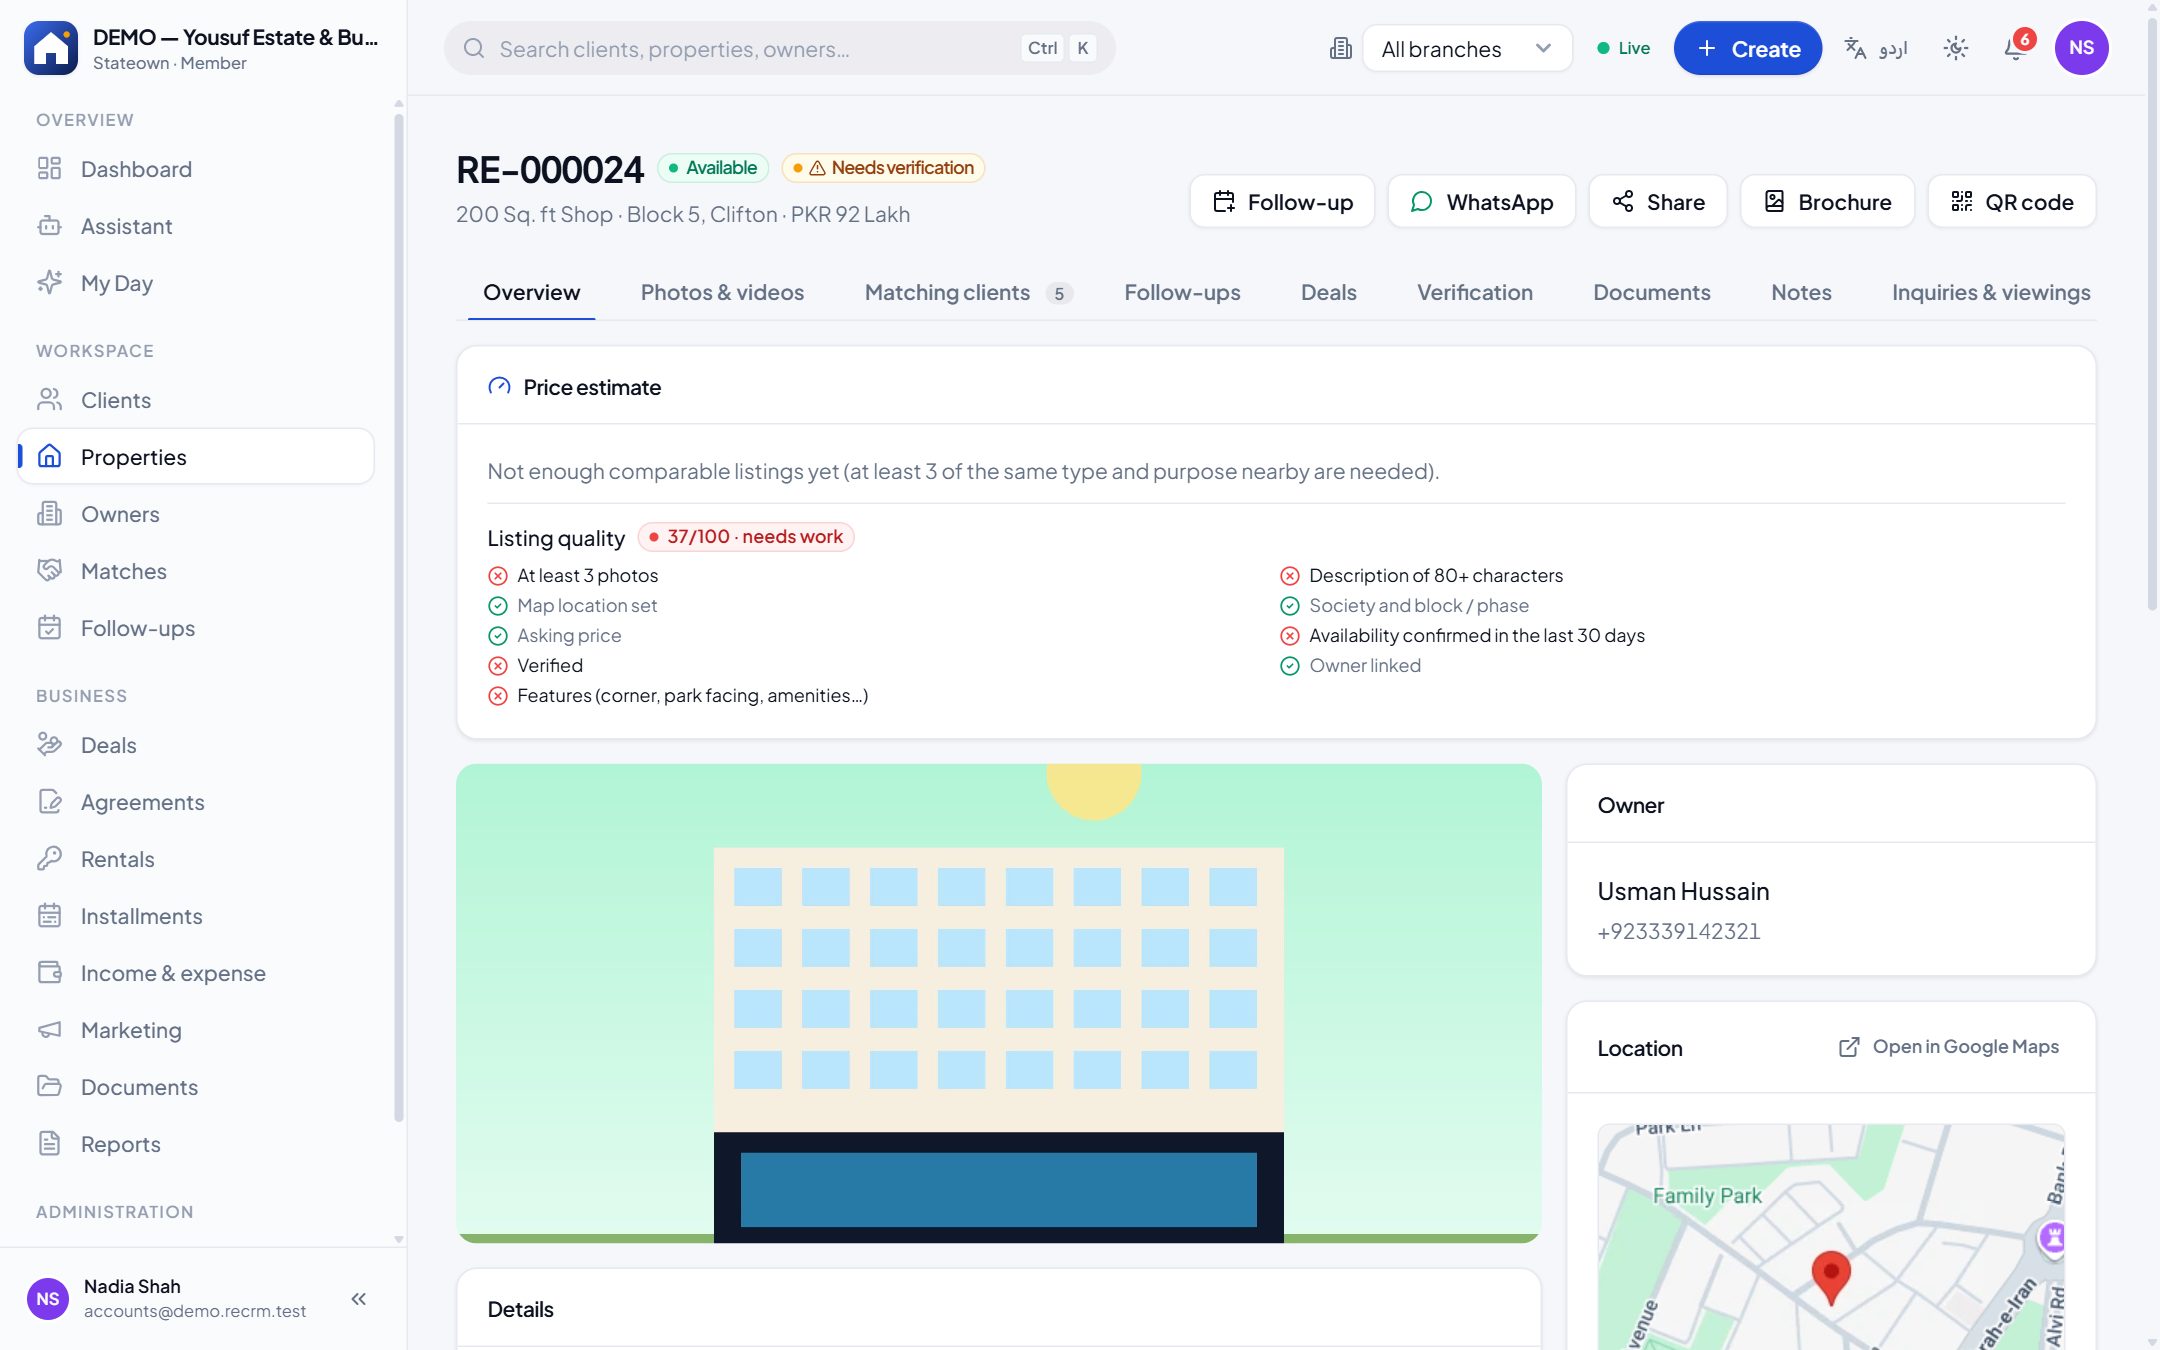 DEMO — Yousuf Estate & Bu...
Stateown · Member
OVERVIEW
Dashboard
Assistant
My Day
WORKSPACE
Clients
Properties
Owners
Matches
Follow-ups
BUSINESS
Deals
Agreements
Rentals
Installments
Income & expense
Marketing
Documents
Reports
ADMINISTRATION
NS
Nadia Shah
accounts@demo.recrm.test
Search clients, properties, owners...
Ctrl K
All branches
Live
Create
اردو
6
NS
RE-000024
Available
Needs verification
200 Sq. ft Shop · Block 5, Clifton · PKR 92 Lakh
Follow-up
WhatsApp
Share
Brochure
QR code
Overview
Photos & videos
Matching clients 5
Follow-ups
Deals
Verification
Documents
Notes
Inquiries & viewings
Price estimate
Not enough comparable listings yet (at least 3 of the same type and purpose nearby are needed).
Listing quality
37/100 · needs work
At least 3 photos
Description of 80+ characters
Map location set
Society and block / phase
Asking price
Availability confirmed in the last 30 days
Verified
Owner linked
Features (corner, park facing, amenities...)
Owner
Usman Hussain
+923339142321
Location
Open in Google Maps
Family Park
Alvi Rd
Details